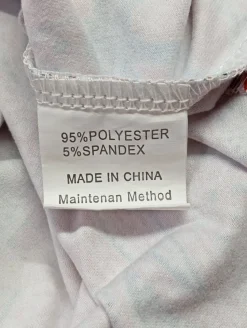 95%POLYESTER
5%SPANDEX
MADE IN CHINA
Maintenan Method